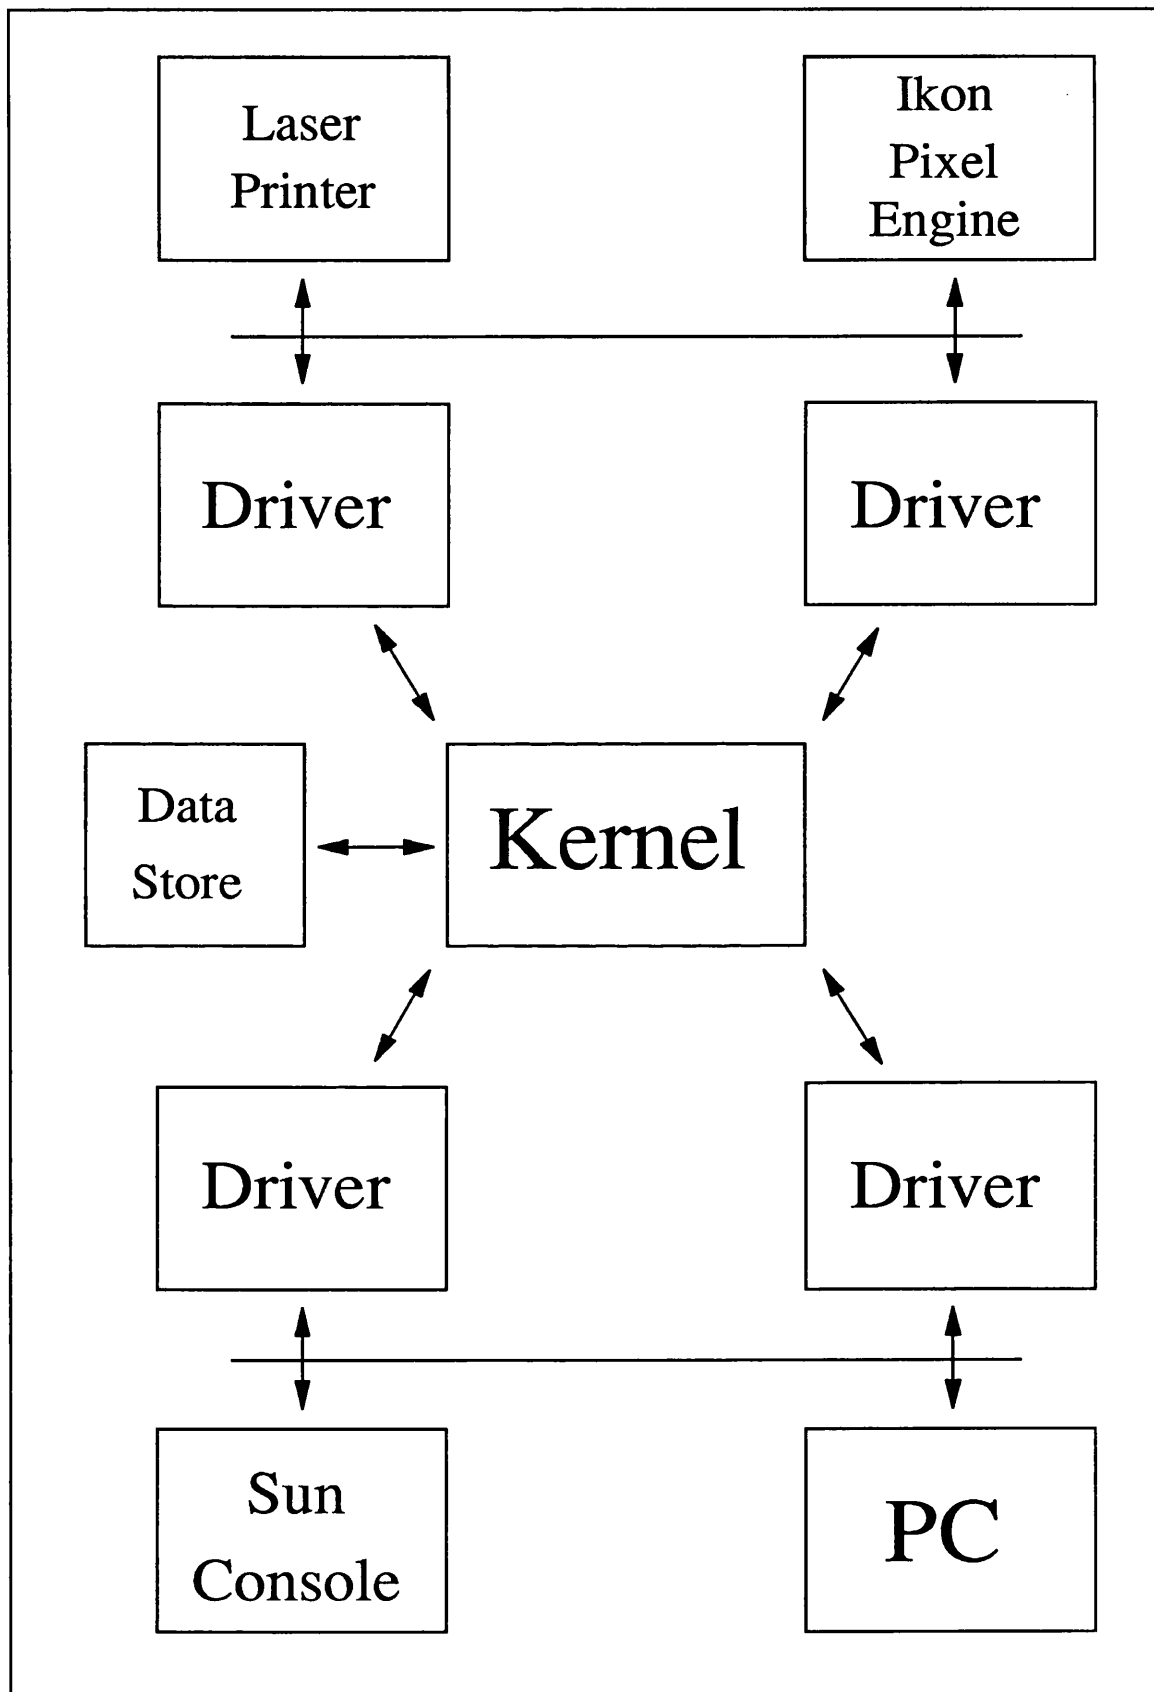 Laser
Printer
Ikon
Pixel
Engine
Driver
Driver
Data
Store
Kernel
Driver
Driver
Sun
Console
PC